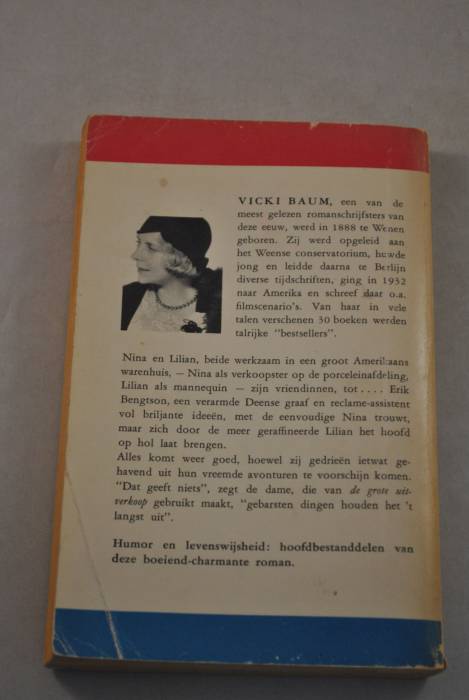 VICKI BAUM, een van de
meest gelezen romanschrijfsters van
deze eeuw, werd in 1888 te Wenen
geboren. Zij werd opgeleid aan
het Weense conservatorium, huwde
jong en leidde daarna te Berlijn
diverse tijdschriften, ging in 1932
naar Amerika en schreef daar o.a.
filmscenario's. Van haar in vele
talen verschenen 30 boeken werden
talrijke "bestsellers".
Nina en Lilian, beide werkzaam in een groot Amerikaans
warenhuis, — Nina als verkoopster op de porceleinafdeling,
Lilian als mannequin — zijn vriendinnen, tot .... Erik
Bengtson, een verarmde Deense graaf en reclame-assistent
vol briljante ideeën, met de eenvoudige Nina trouwt,
maar zich door de meer geraffineerde Lilian het hoofd
op hol laat brengen.
Alles komt weer goed, hoewel zij gedrieën ietwat ge-
havend uit hun vreemde avonturen te voorschijn komen.
"Dat geeft niets", zegt de dame, die van de grote uit-
verkoop gebruikt maakt, "gebarsten dingen houden het 't
langst uit".
Humor en levenswijsheid: hoofdbestanddelen van
deze boeiend-charmante roman.